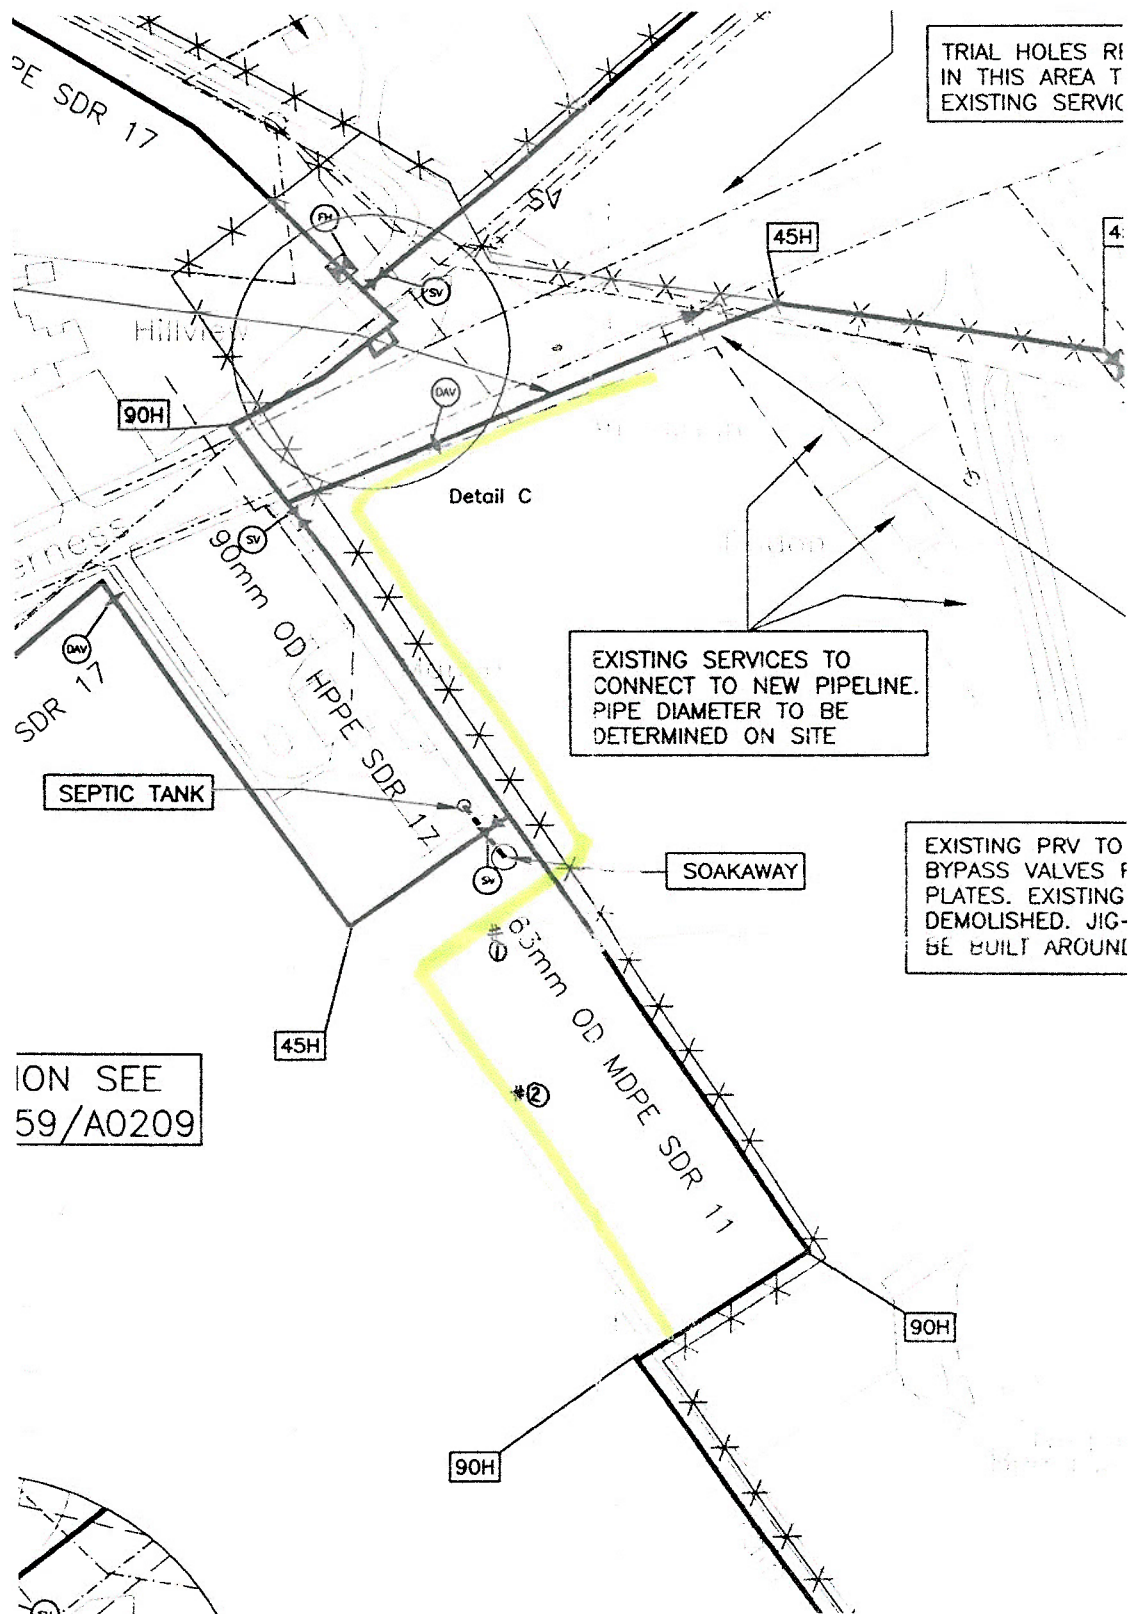 TRIAL HOLES RE
IN THIS AREA T
EXISTING SERVIC
PE SDR 17
FH
SV
SV
45H
45
Hillview
90H
DAV
Detail C
SV
erness
90mm OD HPPE SDR 17
DAV
SDR 17
EXISTING SERVICES TO
CONNECT TO NEW PIPELINE.
PIPE DIAMETER TO BE
DETERMINED ON SITE
SEPTIC TANK
SV
SOAKAWAY
EXISTING PRV TO
BYPASS VALVES
PLATES. EXISTING
DEMOLISHED. JIG-
BE BUILT AROUND
#
1
63mm OD MDPE SDR 11
45H
#2
ION SEE
59/A0209
90H
90H